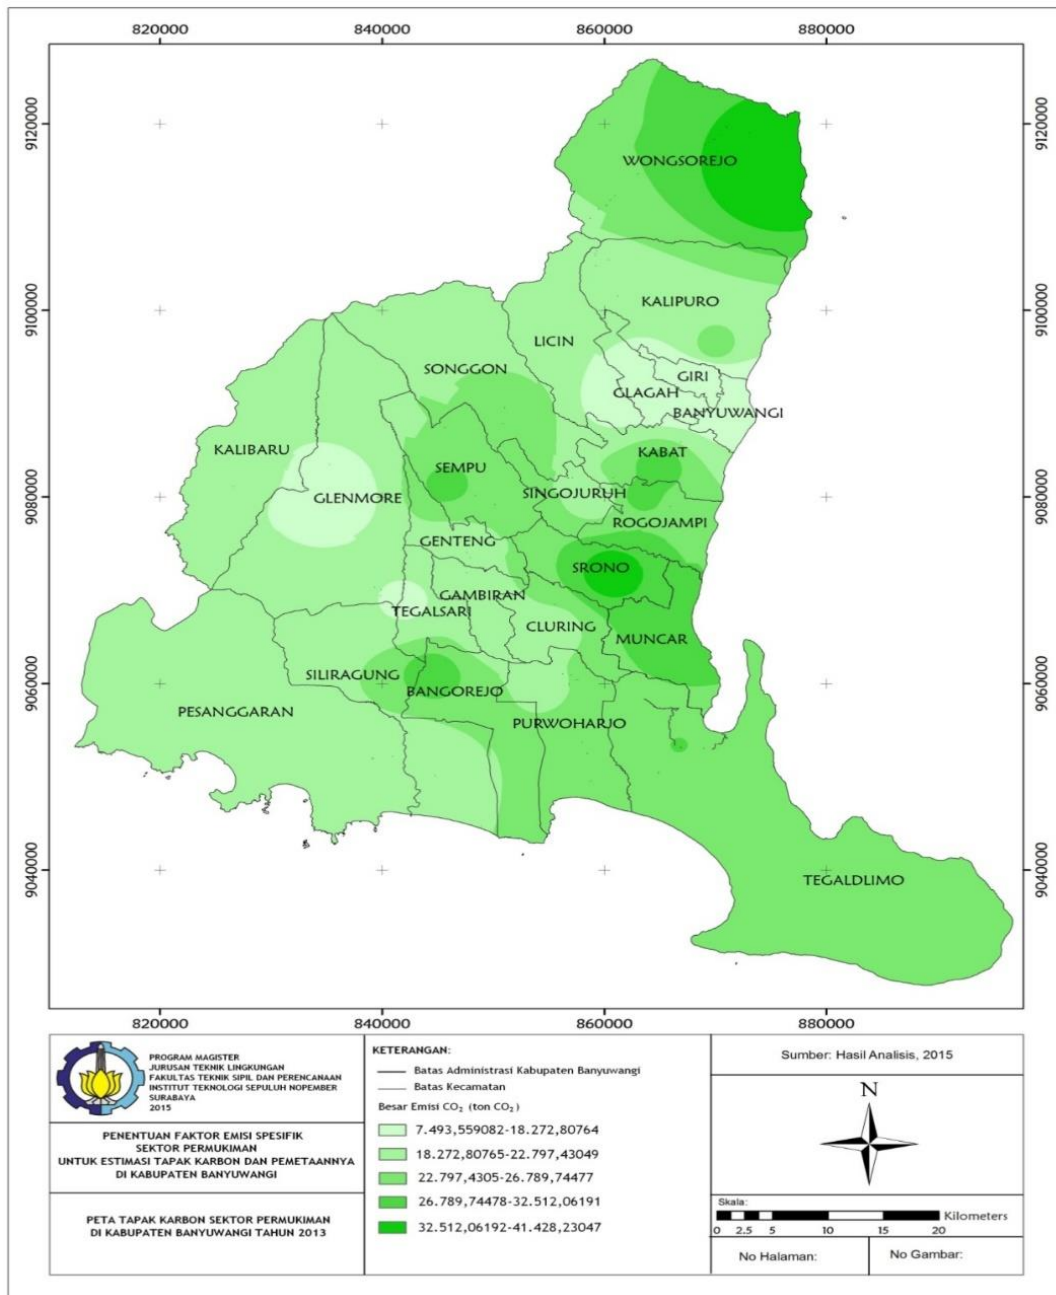 820000 840000 860000 880000
9120000 9120000
WONGSOREJO
9100000 9100000
KALIPURO
LICIN
SONGGON
GIRI
GLAGAH
BANYUWANGI
KALIBARU
KABAT
SEMPU
SINGOJURUH
GLENMORE
9080000 9080000
ROGOJAMPI
GENTENG
SRONO
GAMBIRAN
TEGALSARI
CLURING
MUNCAR
SILIRAGUNG
9060000 9060000
BANGOREJO
PESANGGARAN
PURWOHARJO
9040000 9040000
TEGALDLIMO
820000 840000 860000 880000
PROGRAM MAGISTER
JURUSAN TEKNIK LINGKUNGAN
FAKULTAS TEKNIK SIPIL DAN PERENCANAAN
INSTITUT TEKNOLOGI SEPULUH NOPEMBER
SURABAYA
2015
PENENTUAN FAKTOR EMISI SPESIFIK
SEKTOR PERMUKIMAN
UNTUK ESTIMASI TAPAK KARBON DAN PEMETAANNYA
DI KABUPATEN BANYUWANGI
PETA TAPAK KARBON SEKTOR PERMUKIMAN
DI KABUPATEN BANYUWANGI TAHUN 2013
KETERANGAN:
Batas Administrasi Kabupaten Banyuwangi
Batas Kecamatan
Besar Emisi CO₂ (ton CO₂)
7.493,559082-18.272,80764
18.272,80765-22.797,43049
22.797,4305-26.789,74477
26.789,74478-32.512,06191
32.512,06192-41.428,23047
Sumber: Hasil Analisis, 2015
N
Skala:
Kilometers
0 2.5 5 10 15 20
No Halaman:
No Gambar: